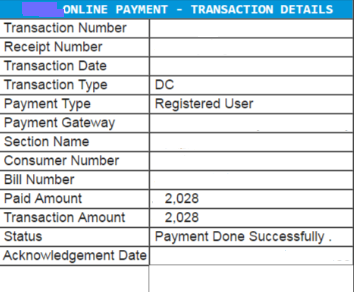 ONLINE PAYMENT - TRANSACTION DETAILS
Transaction Number
Receipt Number
Transaction Date
Transaction Type DC
Payment Type Registered User
Payment Gateway
Section Name
Consumer Number
Bill Number
Paid Amount 2,028
Transaction Amount 2,028
Status Payment Done Successfully .
Acknowledgement Date